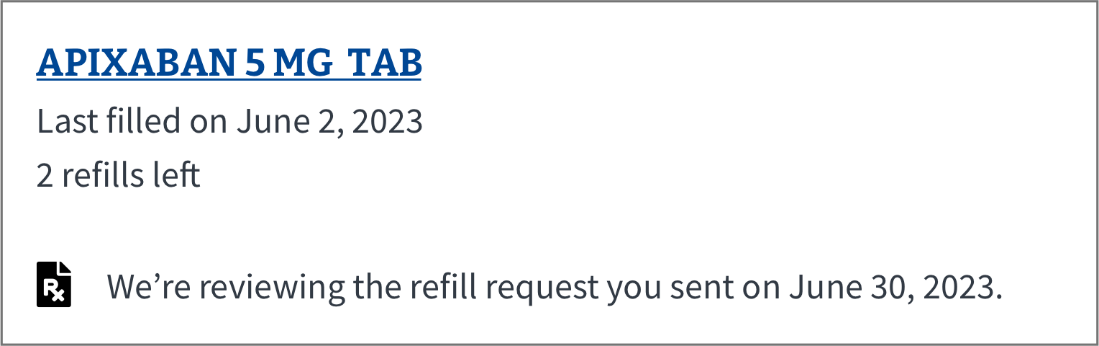 APIXABAN 5 MG TAB
Last filled on June 2, 2023
2 refills left
Rx
We’re reviewing the refill request you sent on June 30, 2023.